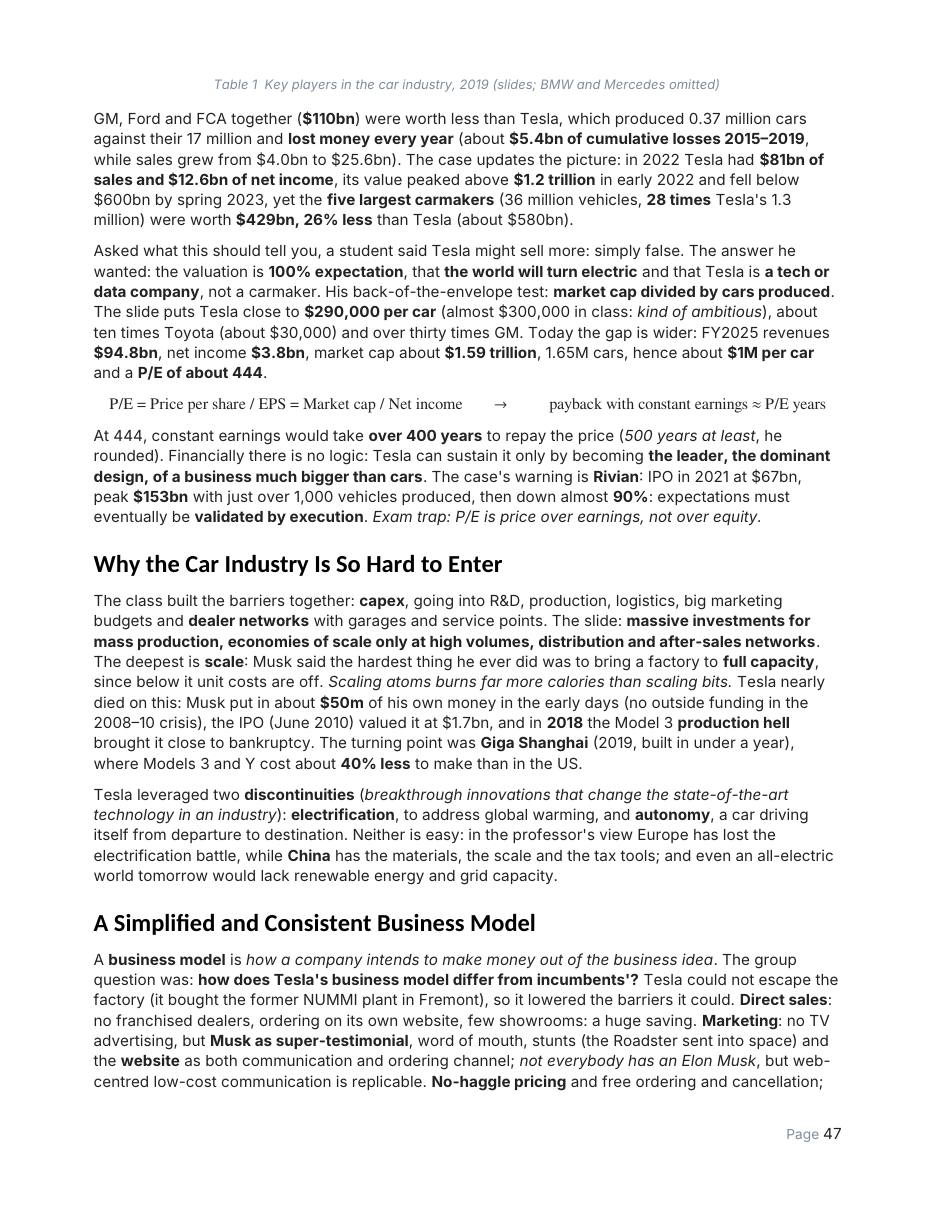 Table 1  Key players in the car industry, 2019 (slides; BMW and Mercedes omitted)
GM, Ford and FCA together ($110bn) were worth less than Tesla, which produced 0.37 million cars
against their 17 million and lost money every year (about $5.4bn of cumulative losses 2015–2019,
while sales grew from $4.0bn to $25.6bn). The case updates the picture: in 2022 Tesla had $81bn of
sales and $12.6bn of net income, its value peaked above $1.2 trillion in early 2022 and fell below
$600bn by spring 2023, yet the five largest carmakers (36 million vehicles, 28 times Tesla's 1.3
million) were worth $429bn, 26% less than Tesla (about $580bn).
Asked what this should tell you, a student said Tesla might sell more: simply false. The answer he
wanted: the valuation is 100% expectation, that the world will turn electric and that Tesla is a tech or
data company, not a carmaker. His back-of-the-envelope test: market cap divided by cars produced.
The slide puts Tesla close to $290,000 per car (almost $300,000 in class: kind of ambitious), about
ten times Toyota (about $30,000) and over thirty times GM. Today the gap is wider: FY2025 revenues
$94.8bn, net income $3.8bn, market cap about $1.59 trillion, 1.65M cars, hence about $1M per car
and a P/E of about 444.
P/E = Price per share / EPS = Market cap / Net income → payback with constant earnings ≈ P/E years
At 444, constant earnings would take over 400 years to repay the price (500 years at least, he
rounded). Financially there is no logic: Tesla can sustain it only by becoming the leader, the dominant
design, of a business much bigger than cars. The case's warning is Rivian: IPO in 2021 at $67bn,
peak $153bn with just over 1,000 vehicles produced, then down almost 90%: expectations must
eventually be validated by execution. Exam trap: P/E is price over earnings, not over equity.
Why the Car Industry Is So Hard to Enter
The class built the barriers together: capex, going into R&D, production, logistics, big marketing
budgets and dealer networks with garages and service points. The slide: massive investments for
mass production, economies of scale only at high volumes, distribution and after-sales networks.
The deepest is scale: Musk said the hardest thing he ever did was to bring a factory to full capacity,
since below it unit costs are off. Scaling atoms burns far more calories than scaling bits. Tesla nearly
died on this: Musk put in about $50m of his own money in the early days (no outside funding in the
2008–10 crisis), the IPO (June 2010) valued it at $1.7bn, and in 2018 the Model 3 production hell
brought it close to bankruptcy. The turning point was Giga Shanghai (2019, built in under a year),
where Models 3 and Y cost about 40% less to make than in the US.
Tesla leveraged two discontinuities (breakthrough innovations that change the state-of-the-art
technology in an industry): electrification, to address global warming, and autonomy, a car driving
itself from departure to destination. Neither is easy: in the professor's view Europe has lost the
electrification battle, while China has the materials, the scale and the tax tools; and even an all-electric
world tomorrow would lack renewable energy and grid capacity.
A Simplified and Consistent Business Model
A business model is how a company intends to make money out of the business idea. The group
question was: how does Tesla's business model differ from incumbents'? Tesla could not escape the
factory (it bought the former NUMMI plant in Fremont), so it lowered the barriers it could. Direct sales:
no franchised dealers, ordering on its own website, few showrooms: a huge saving. Marketing: no TV
advertising, but Musk as super-testimonial, word of mouth, stunts (the Roadster sent into space) and
the website as both communication and ordering channel; not everybody has an Elon Musk, but web-
centred low-cost communication is replicable. No-haggle pricing and free ordering and cancellation;
Page 47